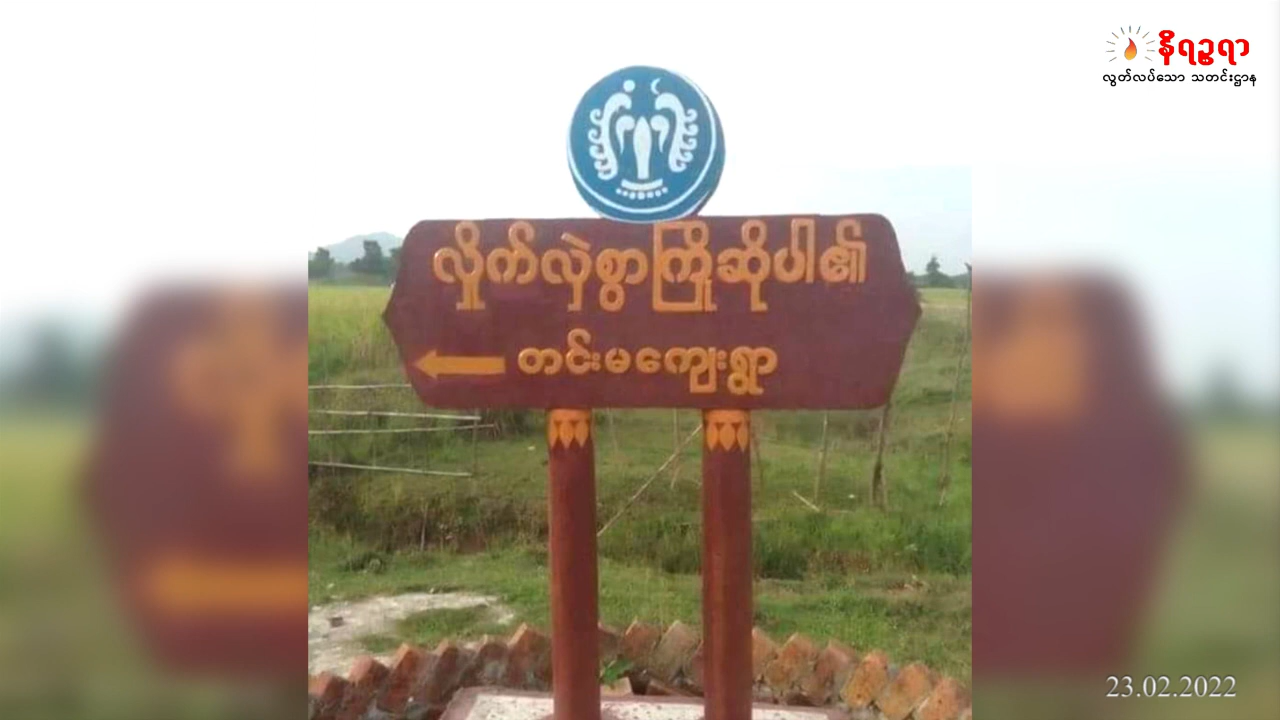 နိရဉ္စရာ
လွတ်လပ်သော သတင်းဌာန
လှိုက်လှဲစွာကြိုဆိုပါ၏
တင်းမကျေးရွာ
23.02.2022